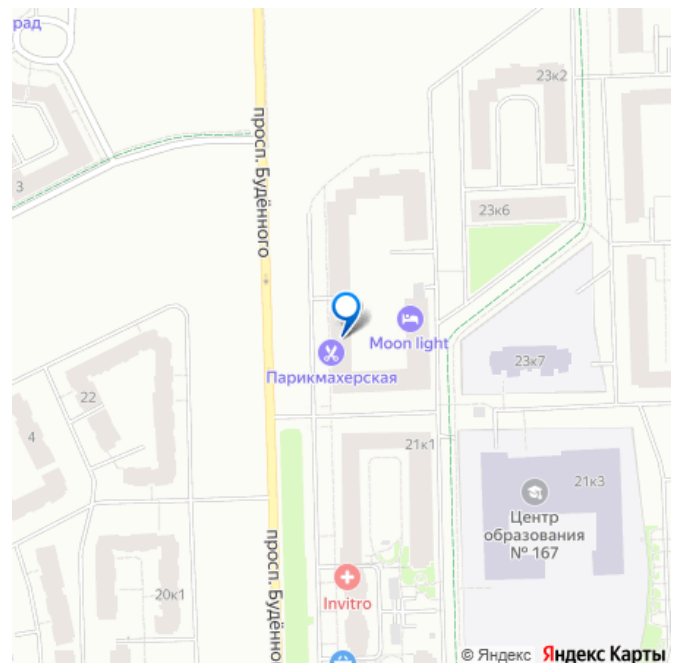 рад
23к2
просп. Будённого
3
23к6
Moon light
Парикмахерская
23к7
22
4
21к1
21к3
Центр
образования
№ 167
просп. Будённо
20к1
Invitro
© Яндекс Яндекс Карты